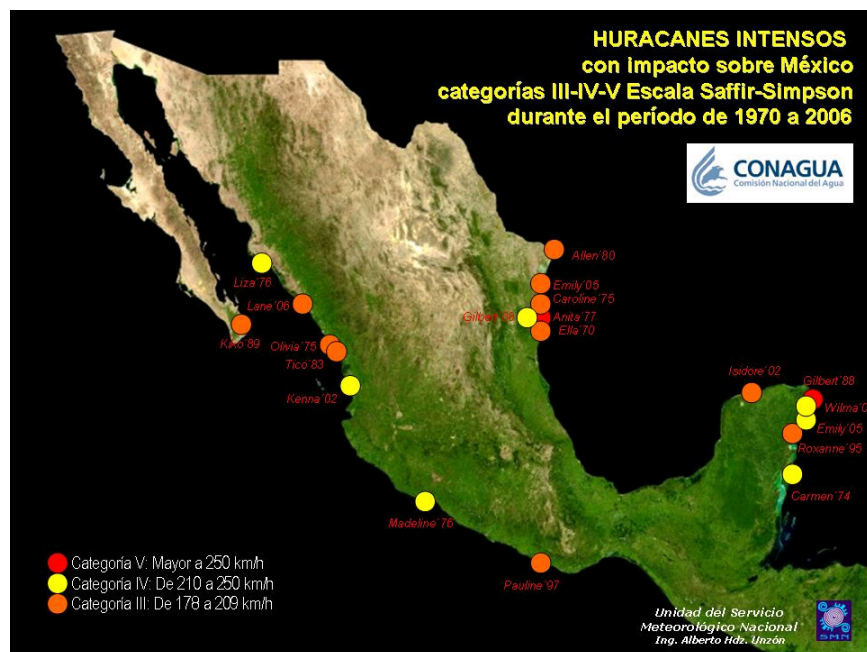 HURACANES INTENSOS
con impacto sobre México
categorías III-IV-V Escala Saffir-Simpson
durante el período de 1970 a 2006
CONAGUA
Comisión Nacional del Agua
Allen´80
Liza´76
Emily´05
Lane´06
Caroline´75
Gilbert´88
Anita´77
Kiko´89
Olivia´75
Ella´70
Tico´83
Isidore´02
Gilbert´88
Kenna´02
Wilma´0
Emily´05
Roxanne´95
Carmen´74
Madeline´76
Categoría V: Mayor a 250 km/h
Categoría IV: De 210 a 250 km/h
Categoría III: De 178 a 209 km/h
Pauline´97
Unidad del Servicio
Meteorológico Nacional
Ing. Alberto Hdz. Unzón
SMN